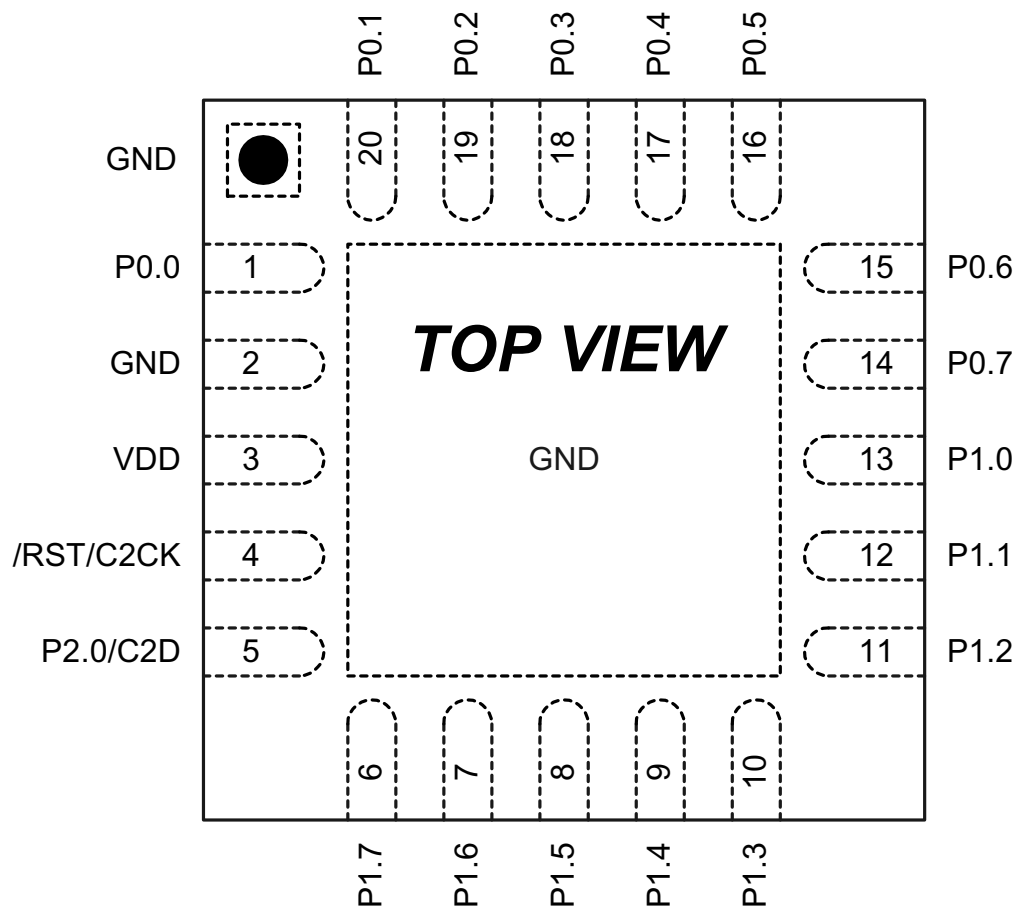 P0.1 P0.2 P0.3 P0.4 P0.5
20 19 18 17 16
GND
P0.0 1 15 P0.6
TOP VIEW
GND 2 14 P0.7
VDD 3 GND 13 P1.0
/RST/C2CK 4 12 P1.1
P2.0/C2D 5 11 P1.2
6 7 8 9 10
P1.7 P1.6 P1.5 P1.4 P1.3